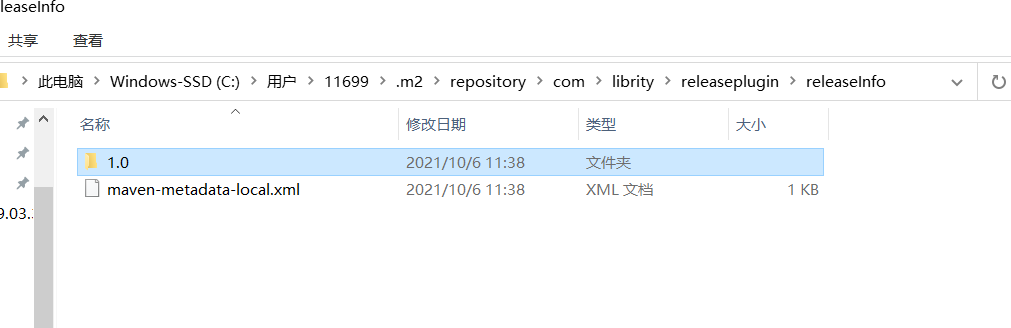 leaseInfo
共享 查看
此电脑 Windows-SSD (C:) 用户 11699 .m2 repository com librity releaseplugin releaseInfo
名称 修改日期 类型 大小
1.0 2021/10/6 11:38 文件夹
maven-metadata-local.xml 2021/10/6 11:38 XML 文档 1 KB
9.03.